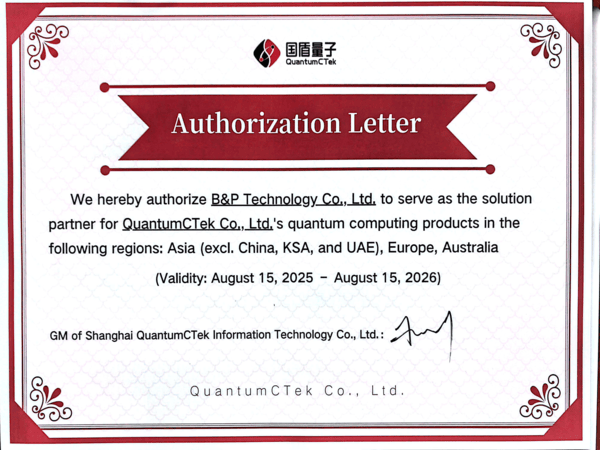 国盾量子
QuantumCTek
Authorization Letter
We hereby authorize B&P Technology Co., Ltd. to serve as the solution
partner for QuantumCTek Co., Ltd.'s quantum computing products in the
following regions: Asia (excl. China, KSA, and UAE), Europe, Australia
(Validity: August 15, 2025 - August 15, 2026)
GM of Shanghai QuantumCTek Information Technology Co., Ltd.:
QuantumCTek Co., Ltd.